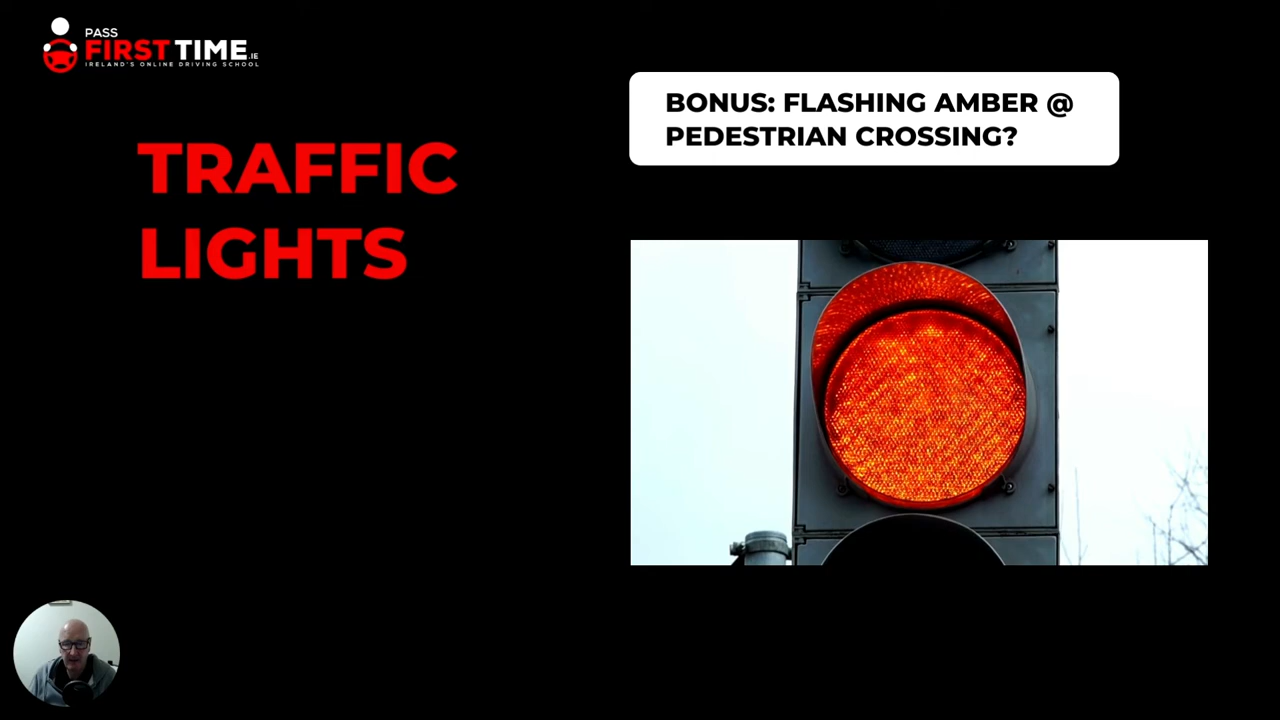 PASS
FIRST TIME.IE
IRELAND'S ONLINE DRIVING SCHOOL
BONUS: FLASHING AMBER @
PEDESTRIAN CROSSING?
TRAFFIC
LIGHTS